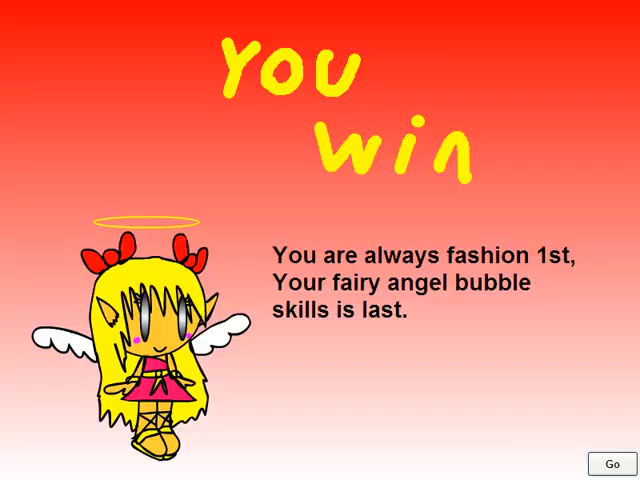 You
win
You are always fashion 1st,
Your fairy angel bubble
skills is last.
Go